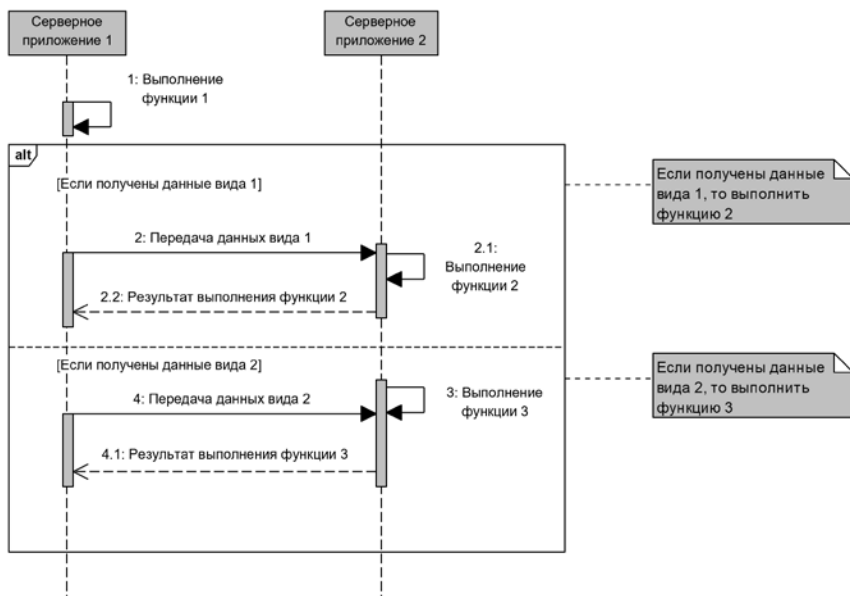 Серверное
приложение 1
Серверное
приложение 2
1: Выполнение
функции 1
alt
[Если получены данные вида 1]
Если получены данные
вида 1, то выполнить
функцию 2
2: Передача данных вида 1
2.1:
Выполнение
функции 2
2.2: Результат выполнения функции 2
[Если получены данные вида 2]
Если получены данные
вида 2, то выполнить
функцию 3
4: Передача данных вида 2
3: Выполнение
функции 3
4.1: Результат выполнения функции 3